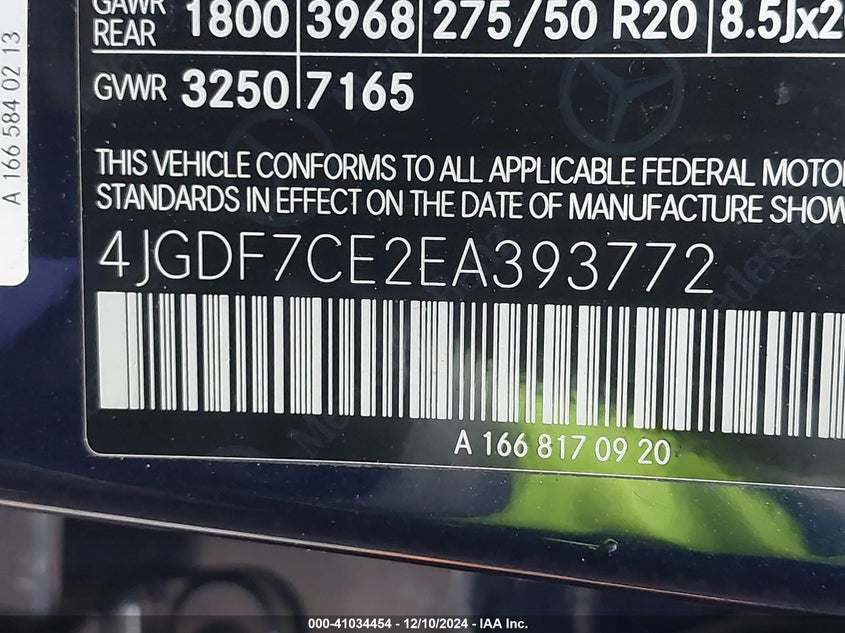 GAWR
REAR 1800 3968 275/50 R20 8.5Jx2
GVWR 3250 7165
THIS VEHICLE CONFORMS TO ALL APPLICABLE FEDERAL MOTO
STANDARDS IN EFFECT ON THE DATE OF MANUFACTURE SHOW
4JGDF7CE2EA393772
A 166 817 09 20
A 166 584 02 13
000-41034454 - 12/10/2024 - IAA Inc.